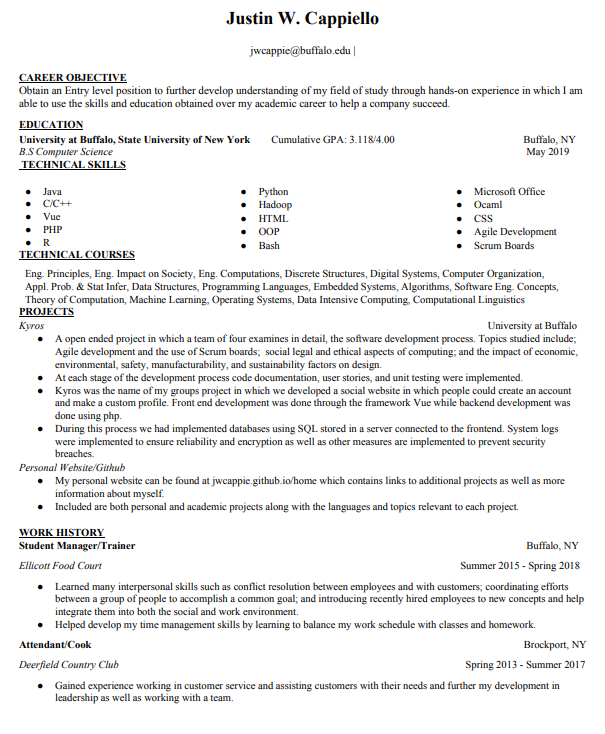 Justin W. Cappiello
jwcappie@buffalo.edu |
CAREER OBJECTIVE
Obtain an Entry level position to further develop understanding of my field of study through hands-on experience in which I am
able to use the skills and education obtained over my academic career to help a company succeed.
EDUCATION
University at Buffalo, State University of New York Cumulative GPA: 3.118/4.00 Buffalo, NY
B.S Computer Science May 2019
TECHNICAL SKILLS
● Java ● Python ● Microsoft Office
● C/C++ ● Hadoop ● Ocaml
● Vue ● HTML ● CSS
● PHP ● OOP ● Agile Development
● R ● Bash ● Scrum Boards
TECHNICAL COURSES
Eng. Principles, Eng. Impact on Society, Eng. Computations, Discrete Structures, Digital Systems, Computer Organization,
Appl. Prob. & Stat Infer, Data Structures, Programming Languages, Embedded Systems, Algorithms, Software Eng. Concepts,
Theory of Computation, Machine Learning, Operating Systems, Data Intensive Computing, Computational Linguistics
PROJECTS
Kyros University at Buffalo
● A open ended project in which a team of four examines in detail, the software development process. Topics studied include;
Agile development and the use of Scrum boards; social legal and ethical aspects of computing; and the impact of economic,
environmental, safety, manufacturability, and sustainability factors on design.
● At each stage of the development process code documentation, user stories, and unit testing were implemented.
● Kyros was the name of my groups project in which we developed a social website in which people could create an account
and make a custom profile. Front end development was done through the framework Vue while backend development was
done using php.
● During this process we had implemented databases using SQL stored in a server connected to the frontend. System logs
were implemented to ensure reliability and encryption as well as other measures are implemented to prevent security
breaches.
Personal Website/Github
● My personal website can be found at jwcappie.github.io/home which contains links to additional projects as well as more
information about myself.
● Included are both personal and academic projects along with the languages and topics relevant to each project.
WORK HISTORY
Student Manager/Trainer Buffalo, NY
Ellicott Food Court Summer 2015 - Spring 2018
● Learned many interpersonal skills such as conflict resolution between employees and with customers; coordinating efforts
between a group of people to accomplish a common goal; and introducing recently hired employees to new concepts and help
integrate them into both the social and work environment.
● Helped develop my time management skills by learning to balance my work schedule with classes and homework.
Attendant/Cook Brockport, NY
Deerfield Country Club Spring 2013 - Summer 2017
● Gained experience working in customer service and assisting customers with their needs and further my development in
leadership as well as working with a team.